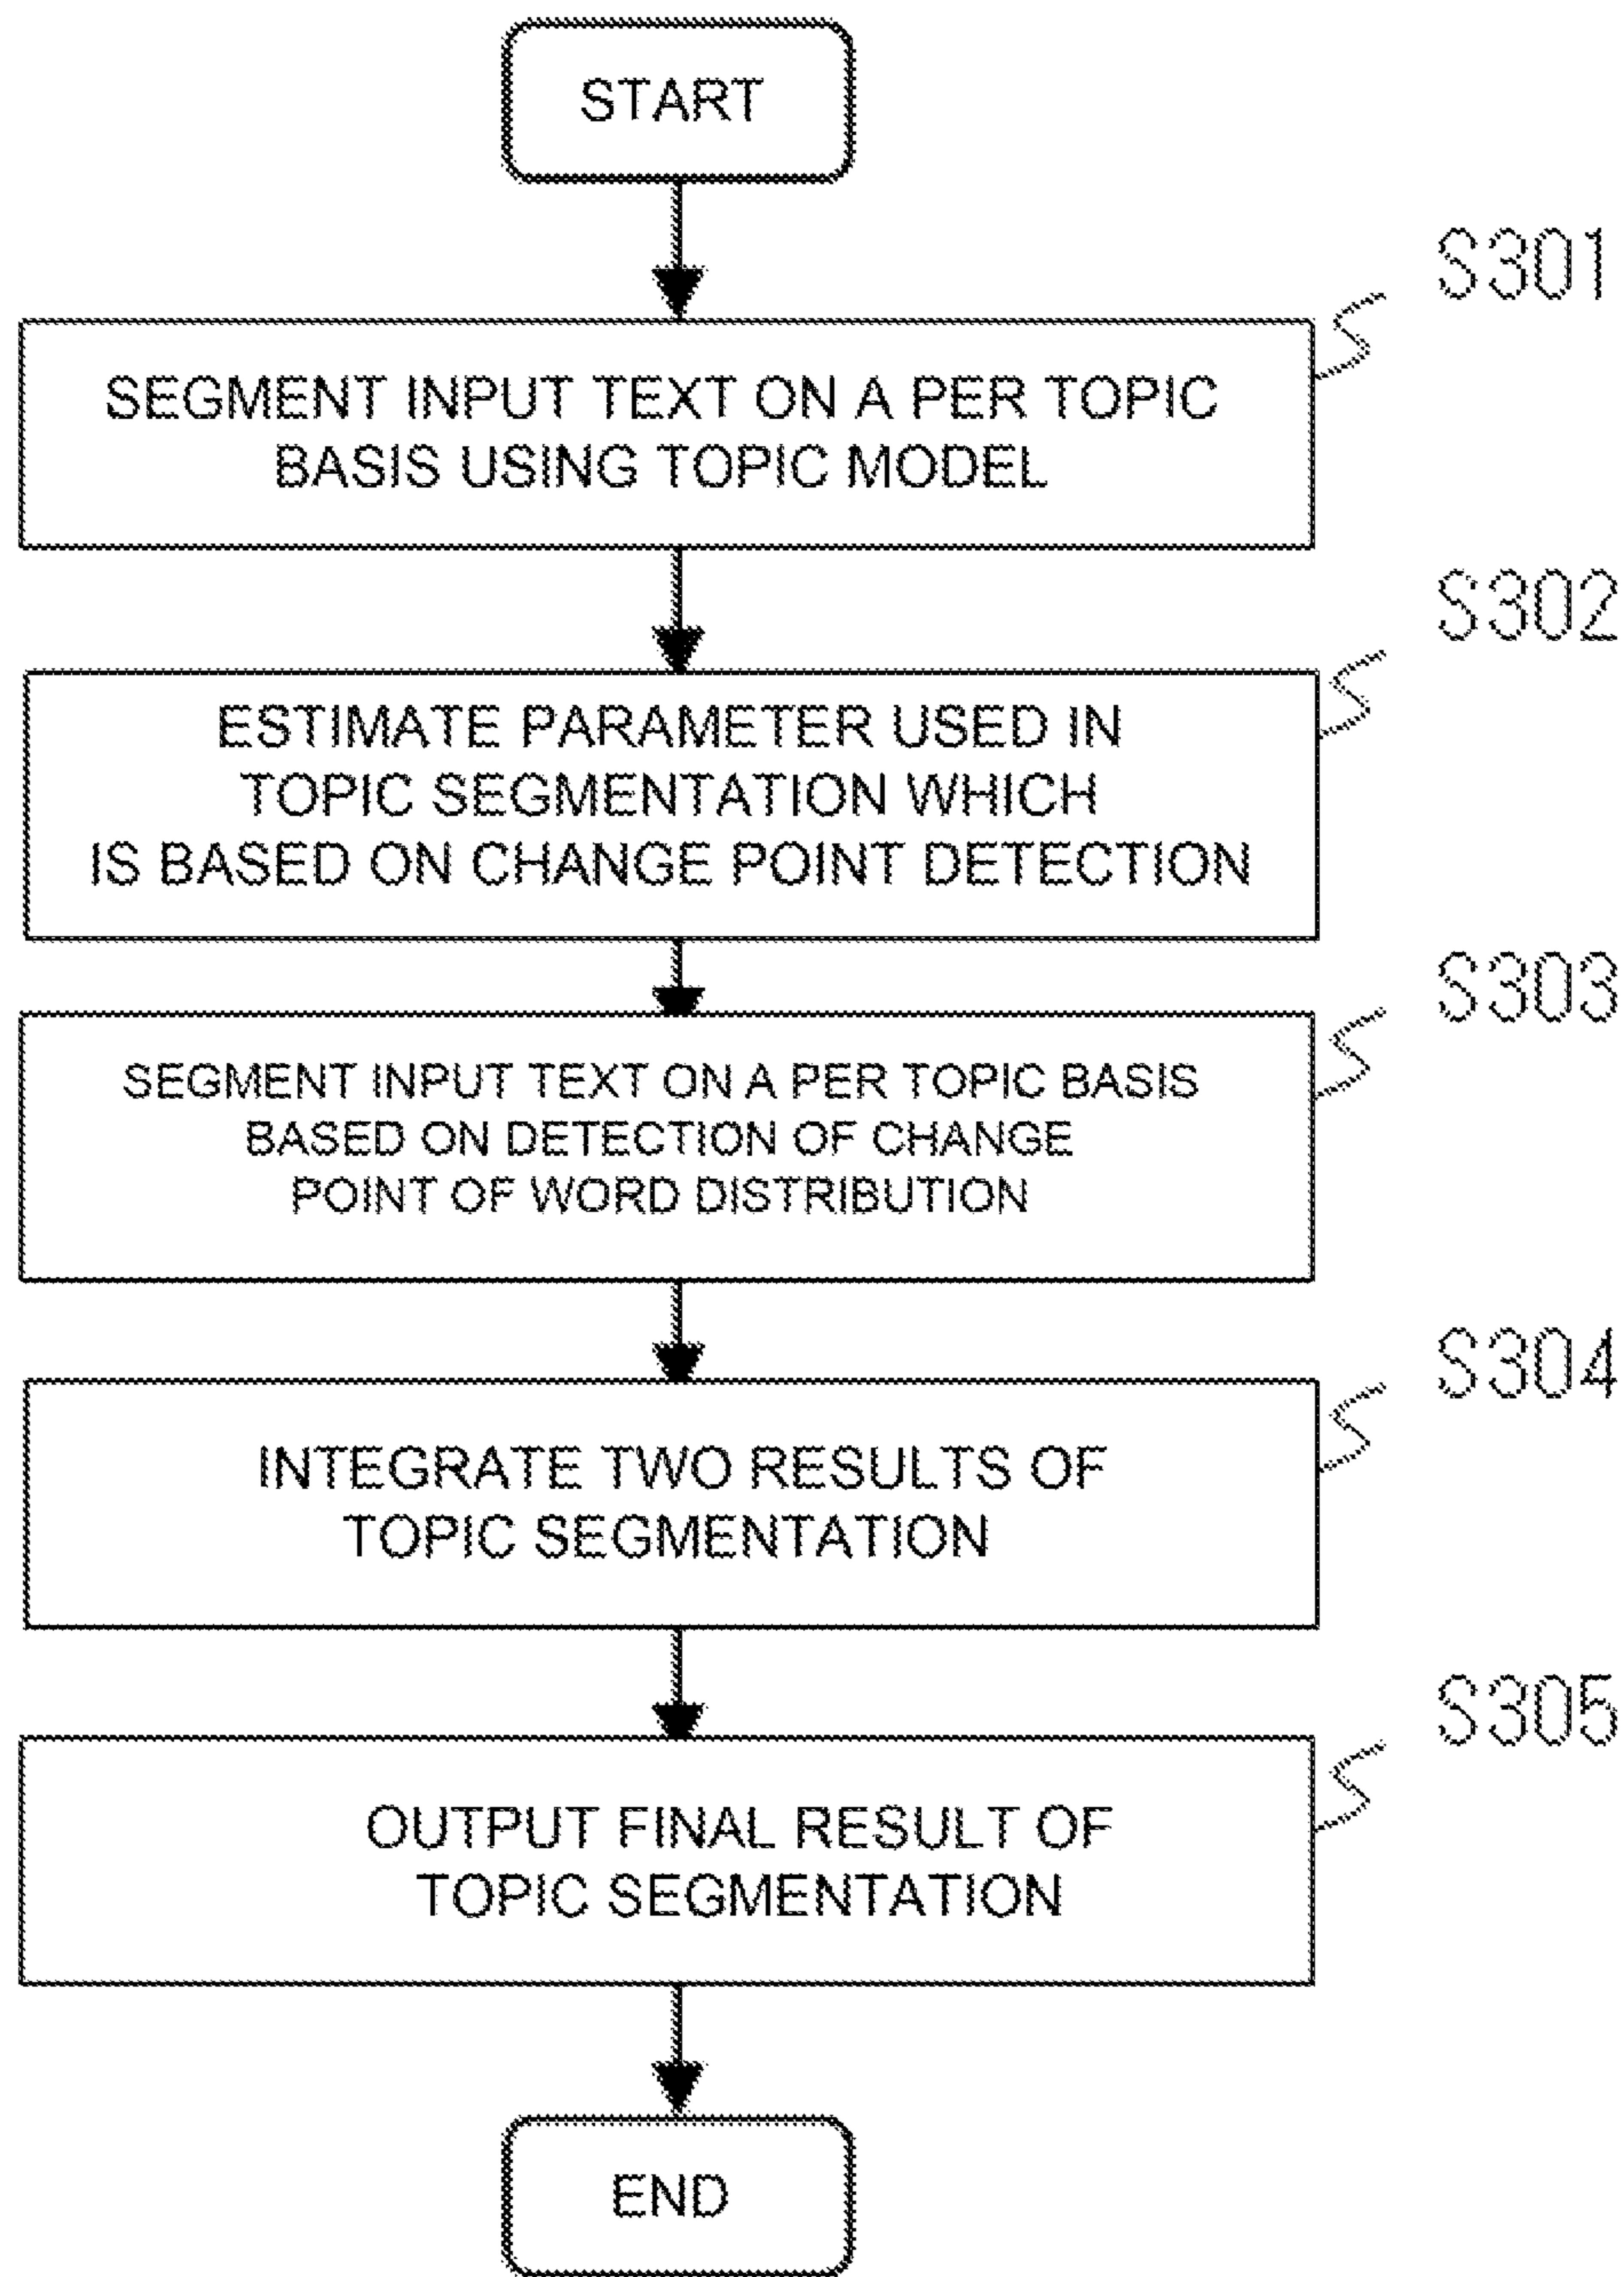 START
S301
SEGMENT INPUT TEXT ON A PER TOPIC
BASIS USING TOPIC MODEL
S302
ESTIMATE PARAMETER USED IN
TOPIC SEGMENTATION WHICH
IS BASED ON CHANGE POINT DETECTION
S303
SEGMENT INPUT TEXT ON A PER TOPIC BASIS
BASED ON DETECTION OF CHANGE
POINT OF WORD DISTRIBUTION
S304
INTEGRATE TWO RESULTS OF
TOPIC SEGMENTATION
S305
OUTPUT FINAL RESULT OF
TOPIC SEGMENTATION
END